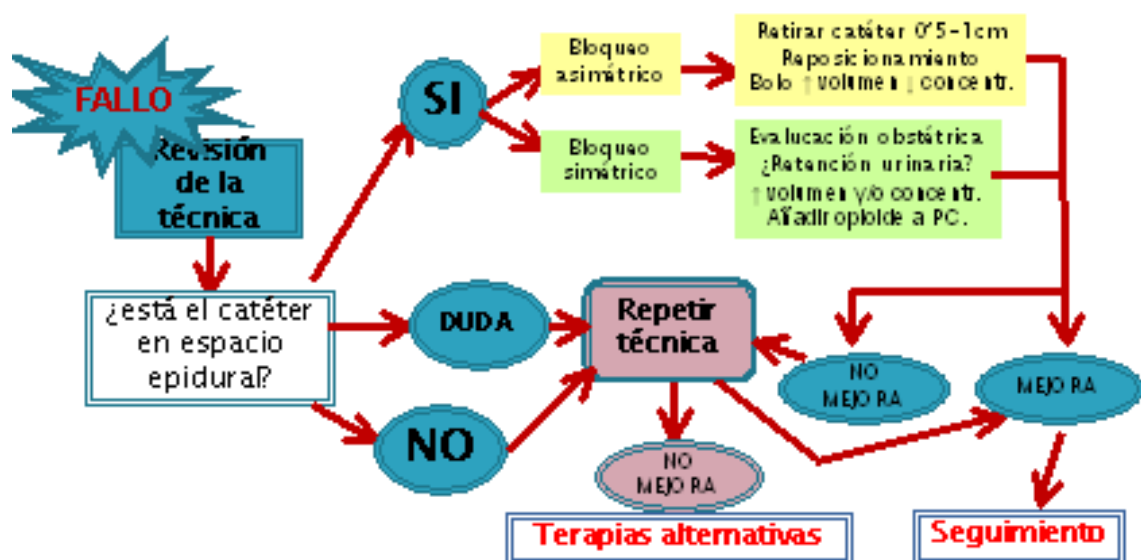 FALLO
Revisión
de la
técnica
¿está el catéter
en espacio
epidural?
SI
DUDA
NO
Bloqueo
asimétrico
Retirar catéter 0'5-1cm
Reposicionamiento
Bolo ↑ volumen ↓ concentr.
Bloqueo
simétrico
Evalucación obstétrica
¿Retención urinaria?
↑ volumen y/o concentr.
Añadir opioide a PC.
Repetir
técnica
NO
MEJORA
MEJORA
NO
MEJORA
Terapias alternativas
Seguimiento